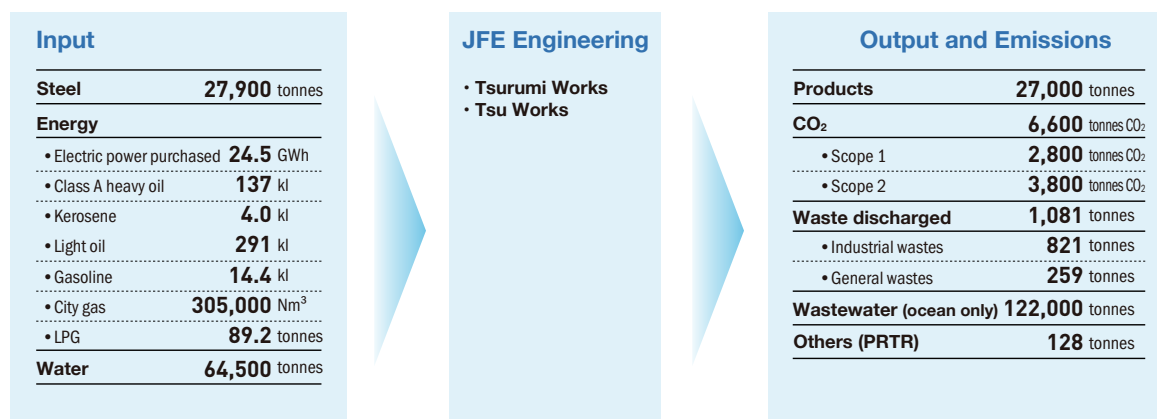 Input
Steel 27,900 tonnes
Energy
• Electric power purchased 24.5 GWh
• Class A heavy oil 137 kl
• Kerosene 4.0 kl
• Light oil 291 kl
• Gasoline 14.4 kl
• City gas 305,000 Nm³
• LPG 89.2 tonnes
Water 64,500 tonnes
JFE Engineering
・Tsurumi Works
・Tsu Works
Output and Emissions
Products 27,000 tonnes
CO₂ 6,600 tonnes CO₂
• Scope 1 2,800 tonnes CO₂
• Scope 2 3,800 tonnes CO₂
Waste discharged 1,081 tonnes
• Industrial wastes 821 tonnes
• General wastes 259 tonnes
Wastewater (ocean only) 122,000 tonnes
Others (PRTR) 128 tonnes